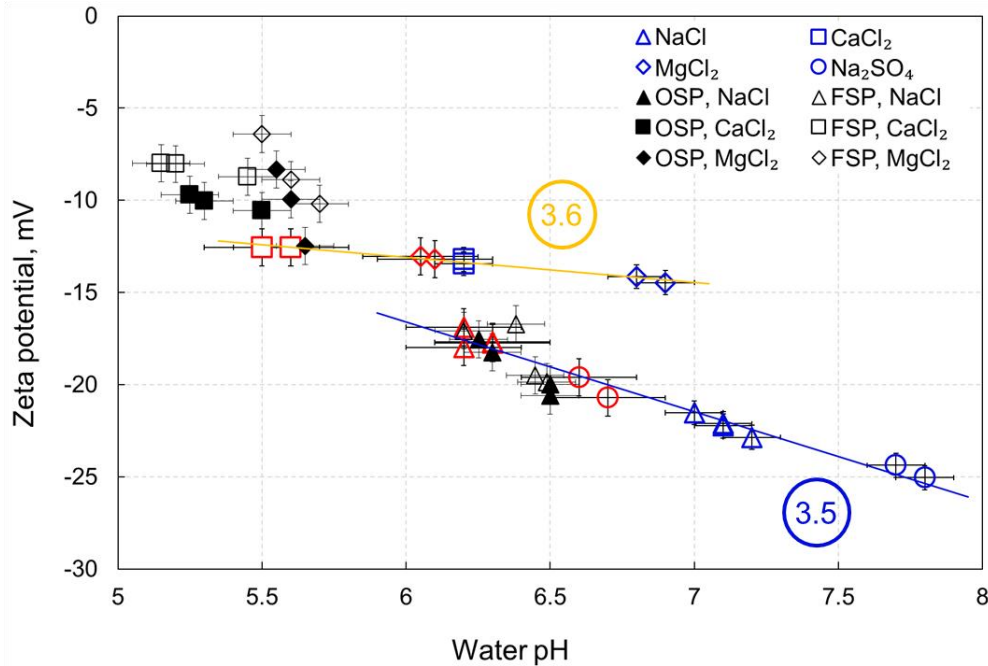 0
-5
-10
-15
-20
-25
-30
Zeta potential, mV
NaCl
CaCl₂
MgCl₂
Na₂SO₄
OSP, NaCl
FSP, NaCl
OSP, CaCl₂
FSP, CaCl₂
OSP, MgCl₂
FSP, MgCl₂
3.6
3.5
5 5.5 6 6.5 7 7.5 8
Water pH